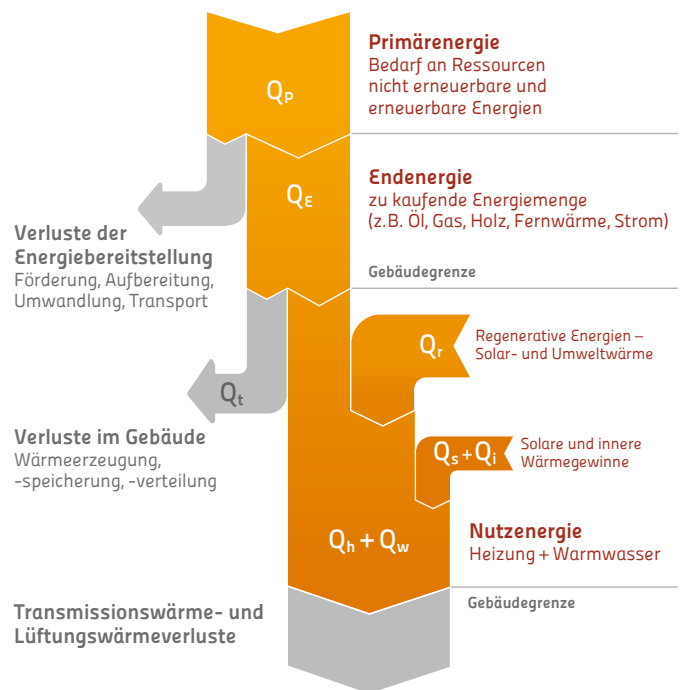 Primärenergie
Bedarf an Ressourcen
nicht erneuerbare und
erneuerbare Energien
Q_P
Endenergie
zu kaufende Energiemenge
(z.B. Öl, Gas, Holz, Fernwärme, Strom)
Q_E
Verluste der
Energiebereitstellung
Förderung, Aufbereitung,
Umwandlung, Transport
Gebäudegrenze
Regenerative Energien –
Solar- und Umweltwärme
Q_r
Q_t
Verluste im Gebäude
Wärmeerzeugung,
-speicherung, -verteilung
Q_s + Q_i
Solare und innere
Wärmegewinne
Q_h + Q_w
Nutzenergie
Heizung + Warmwasser
Gebäudegrenze
Transmissionswärme- und
Lüftungswärmeverluste